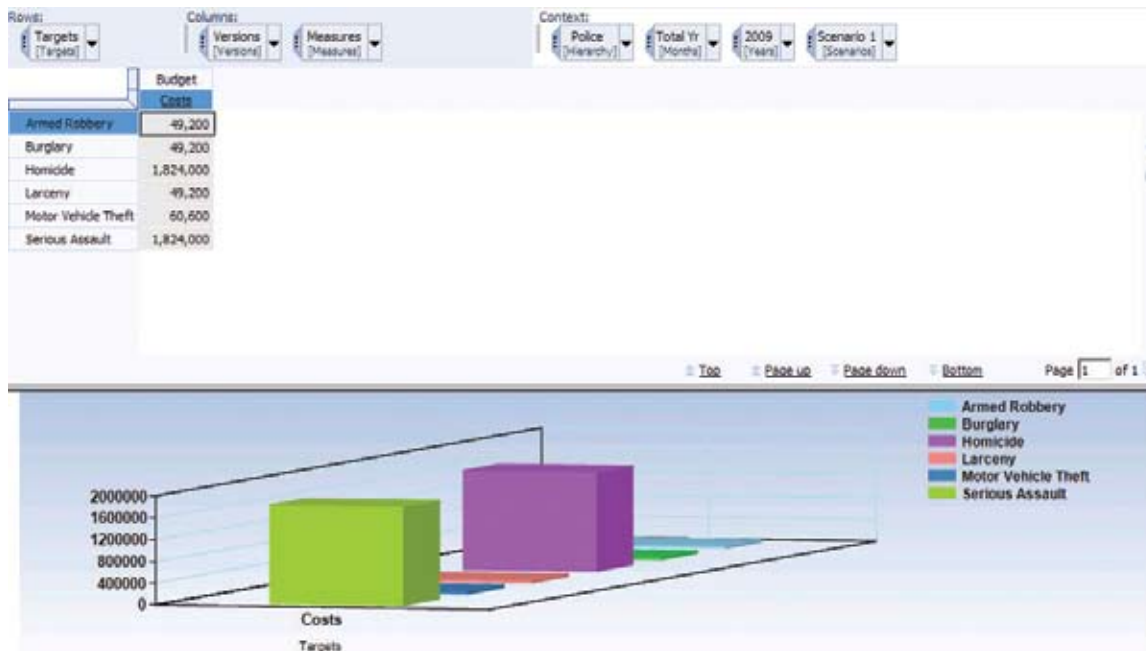 Rows: Columns: Context:
Targets Versions Measures Police Total Yr 2009 Scenario 1
[Targets] [Versions] [Measures] [Hierarchy] [Months] [Years] [Scenarios]
Budget
Costs
Armed Robbery 49,200
Burglary 49,200
Homicide 1,824,000
Larceny 49,200
Motor Vehicle Theft 60,600
Serious Assault 1,824,000
Top Page up Page down Bottom Page 1 of 1
Armed Robbery
Burglary
Homicide
Larceny
Motor Vehicle Theft
Serious Assault
2000000
1600000
1200000
800000
400000
0
Costs
Targets